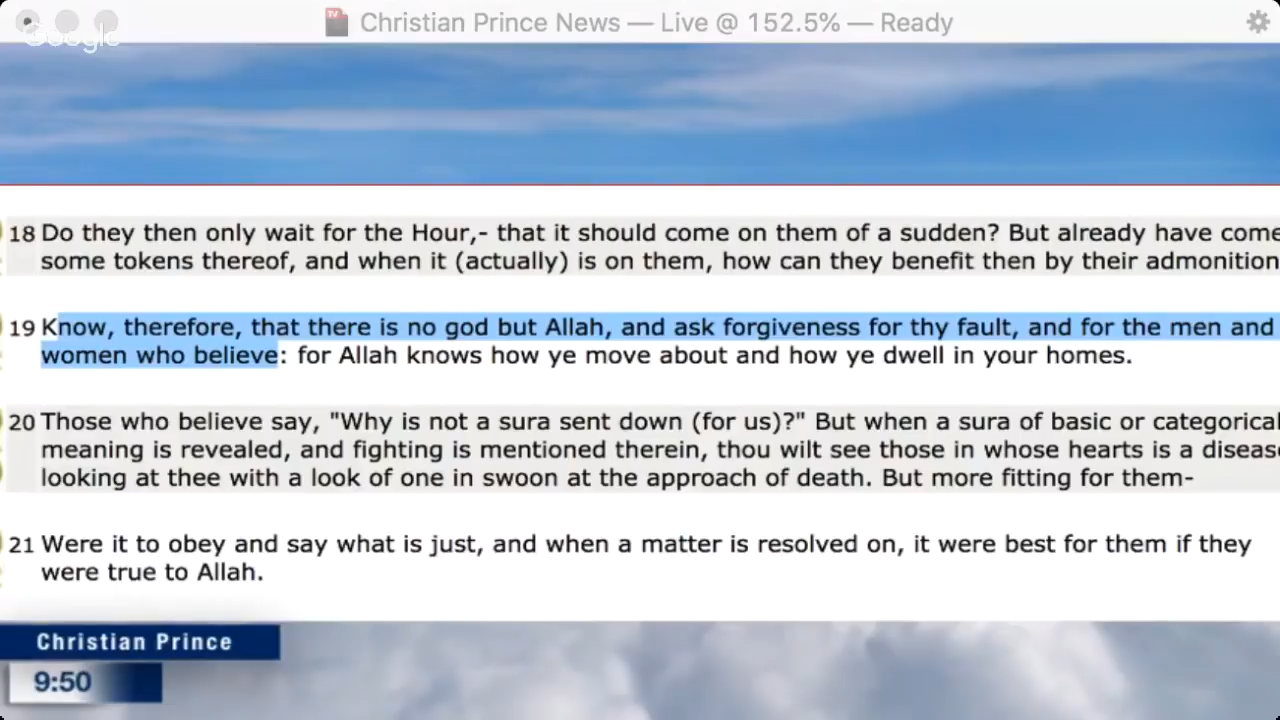 Christian Prince News — Live @ 152.5% — Ready
Google
18 Do they then only wait for the Hour,- that it should come on them of a sudden? But already have come
some tokens thereof, and when it (actually) is on them, how can they benefit then by their admonition
19 Know, therefore, that there is no god but Allah, and ask forgiveness for thy fault, and for the men and
women who believe: for Allah knows how ye move about and how ye dwell in your homes.
20 Those who believe say, "Why is not a sura sent down (for us)?" But when a sura of basic or categorical
meaning is revealed, and fighting is mentioned therein, thou wilt see those in whose hearts is a disease
looking at thee with a look of one in swoon at the approach of death. But more fitting for them-
21 Were it to obey and say what is just, and when a matter is resolved on, it were best for them if they
were true to Allah.
Christian Prince
9:50